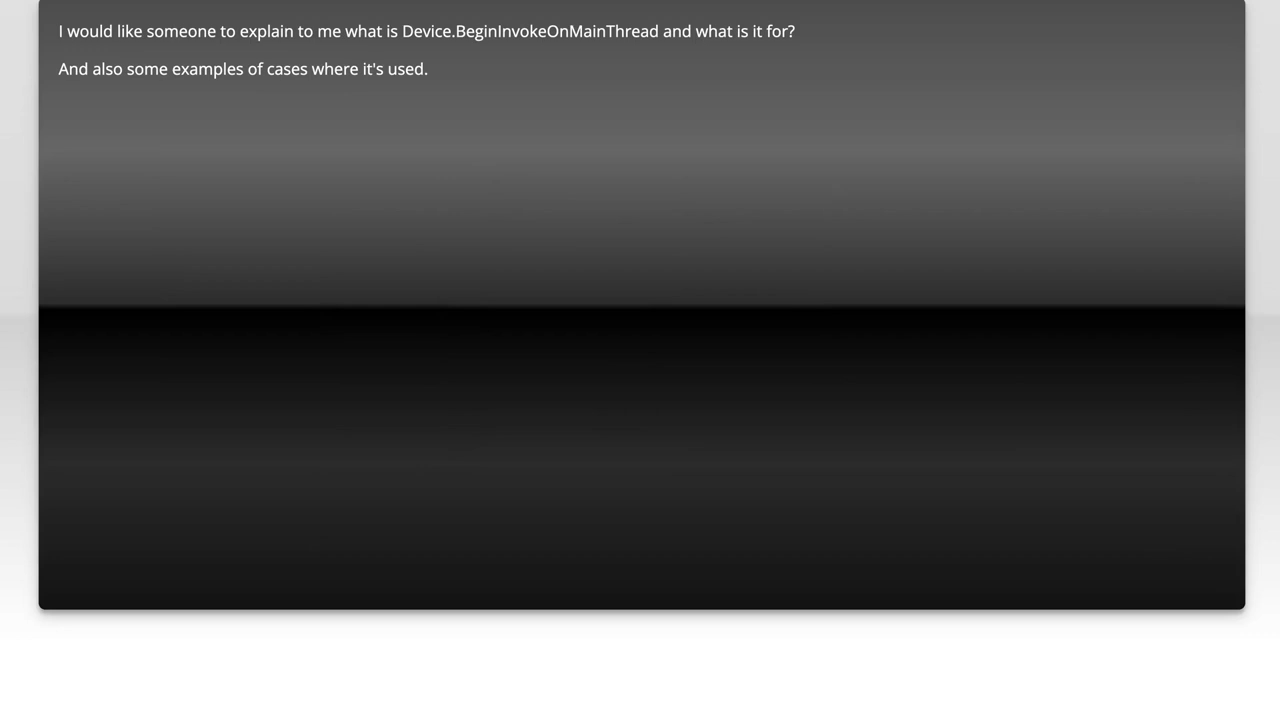 I would like someone to explain to me what is Device.BeginInvokeOnMainThread and what is it for?
And also some examples of cases where it's used.